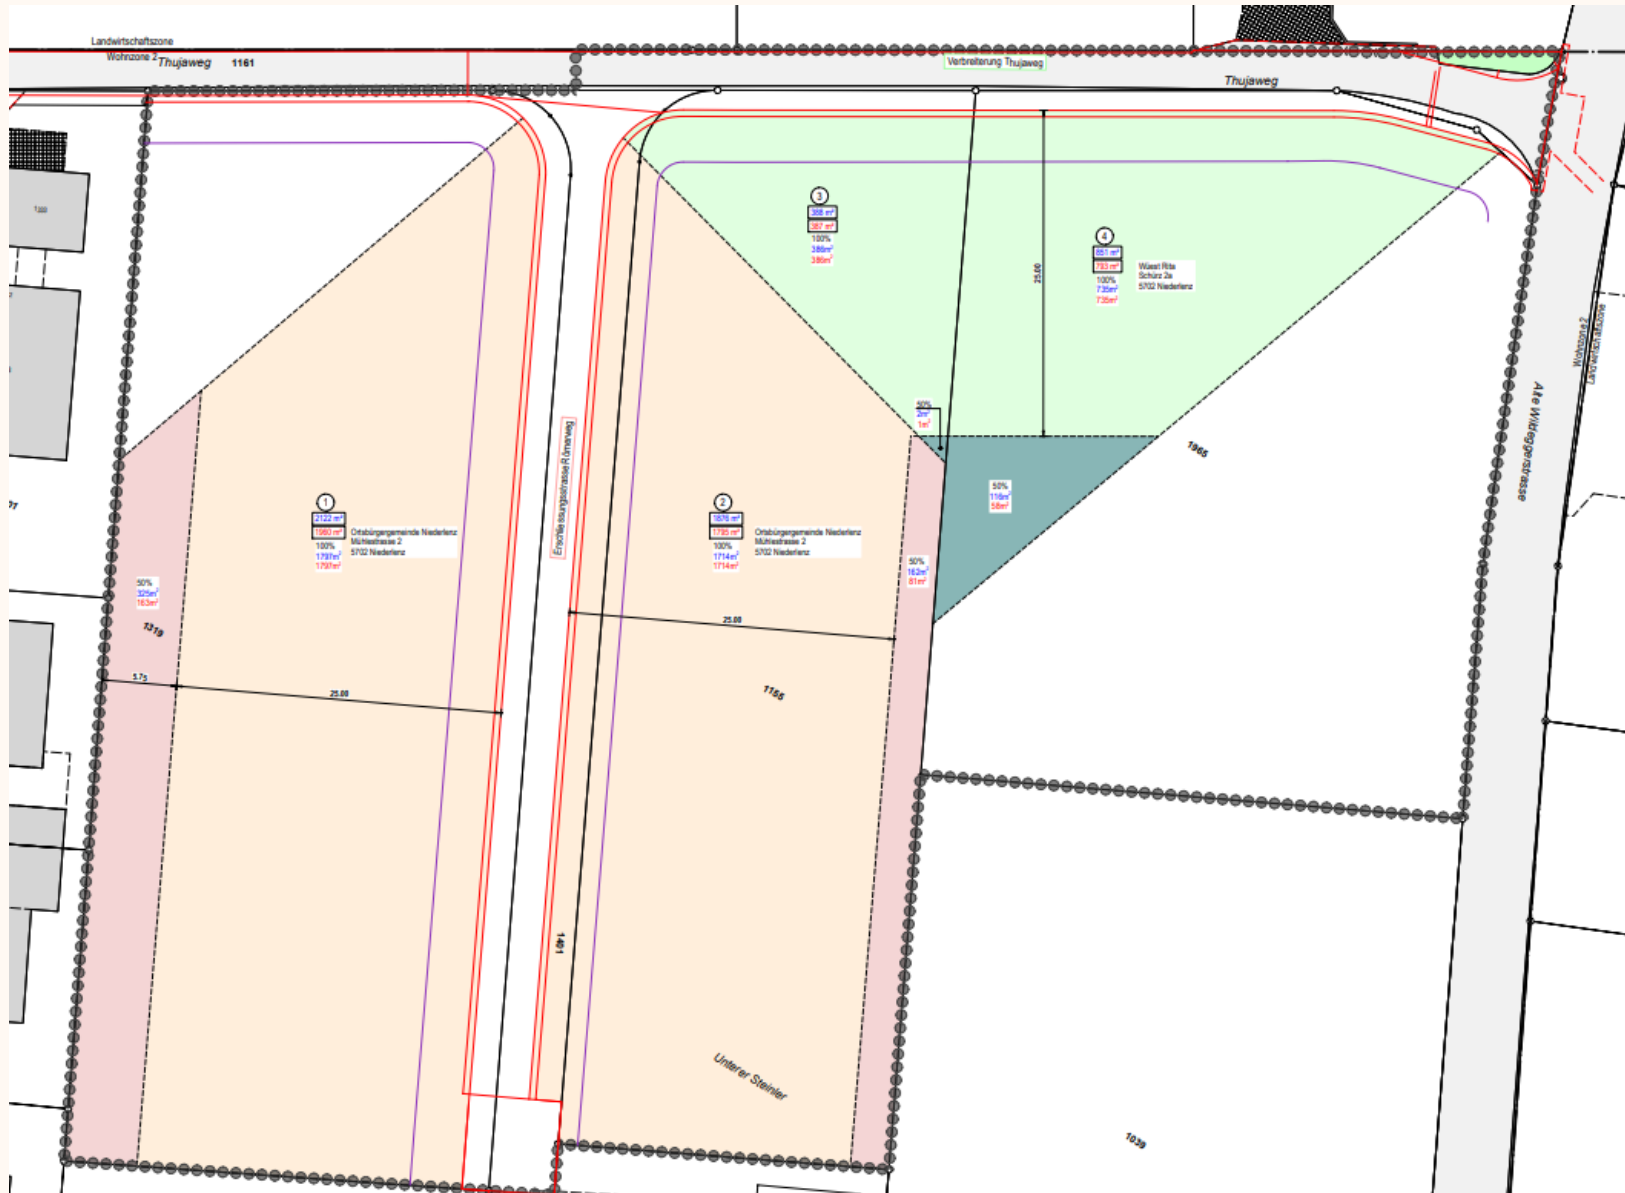 Landwirtschaftszone
Wohnzone 2
Thujaweg 1161
Verbreiterung Thujaweg
Thujaweg
3
388 m²
387 m²
100%
386m²
386m²
4
851 m²
793 m²
100%
735m²
735m²
Wüest Rita
Schürz 2a
5702 Niederlenz
25.00
Wohnzone 2
Landwirtschaftszone
Alte Wildeggerstrasse
50%
2m²
1m²
1965
50%
116m²
58m²
Erschliessungsstrasse Römerweg
1
2122 m²
1960 m²
100%
1797m²
1797m²
Ortsbürgergemeinde Niederlenz
Mühlestrasse 2
5702 Niederlenz
2
1876 m²
1795 m²
100%
1714m²
1714m²
Ortsbürgergemeinde Niederlenz
Mühlestrasse 2
5702 Niederlenz
50%
162m²
81m²
50%
325m²
163m²
1319
25.00
5.75
25.00
1155
1401
Unterer Steinler
1039